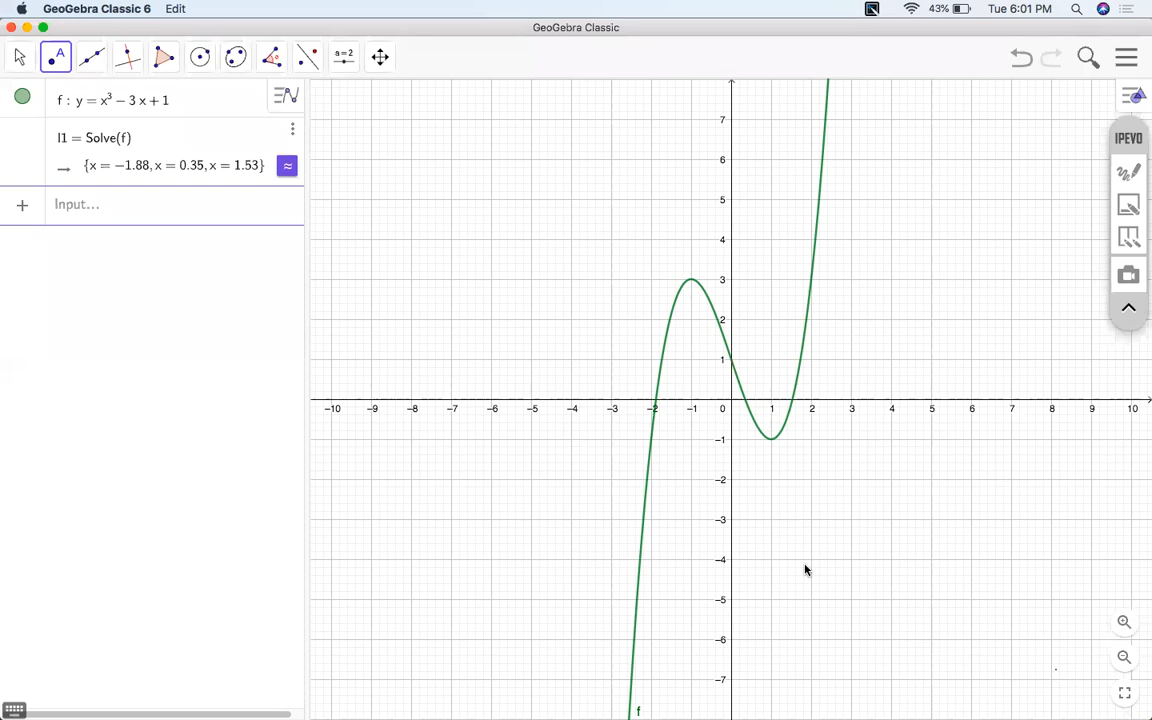 GeoGebra Classic 6 Edit 43% Tue 6:01 PM
GeoGebra Classic
A a=2
f : y = x³ − 3 x + 1
l1 = Solve(f)
→ {x = −1.88, x = 0.35, x = 1.53} ≈
+ Input...
IPEVO
7
6
5
4
3
2
1
−10 −9 −8 −7 −6 −5 −4 −3 −2 −1 0 1 2 3 4 5 6 7 8 9 10
−1
−2
−3
−4
−5
−6
−7
f